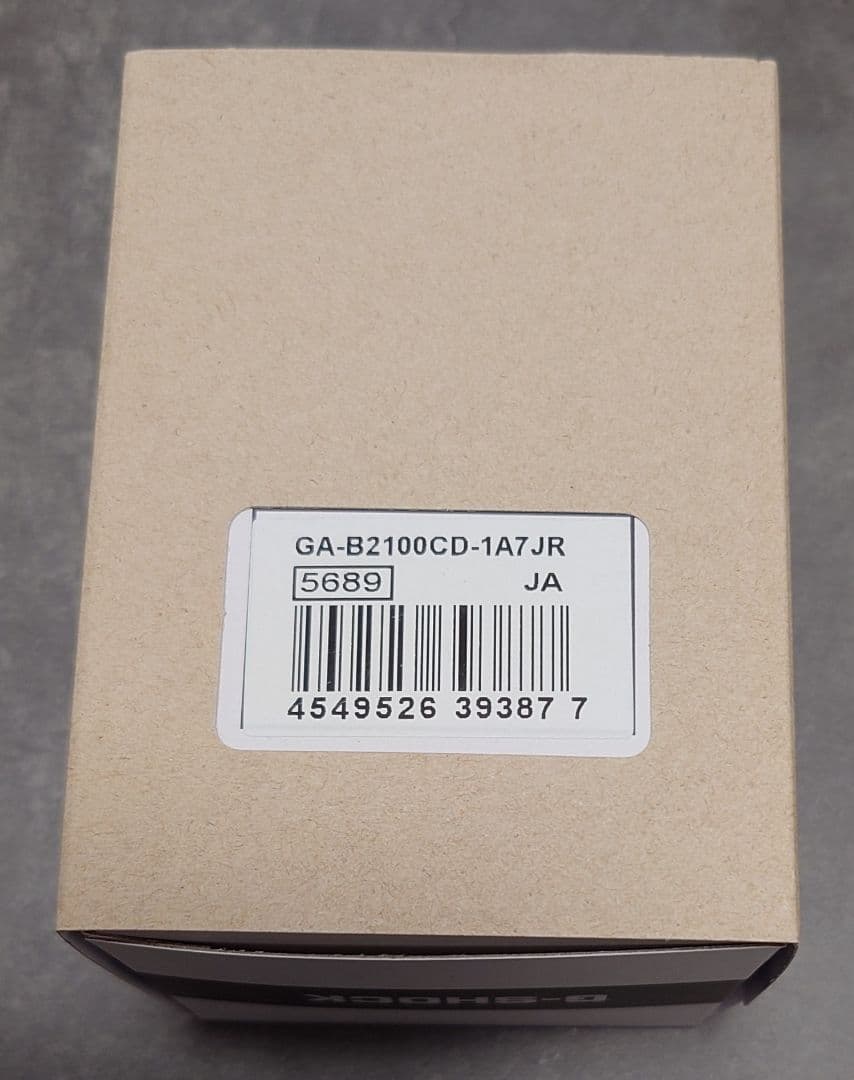 GA-B2100CD-1A7JR
5689 JA
4549526 39387 7
G-SHOCK